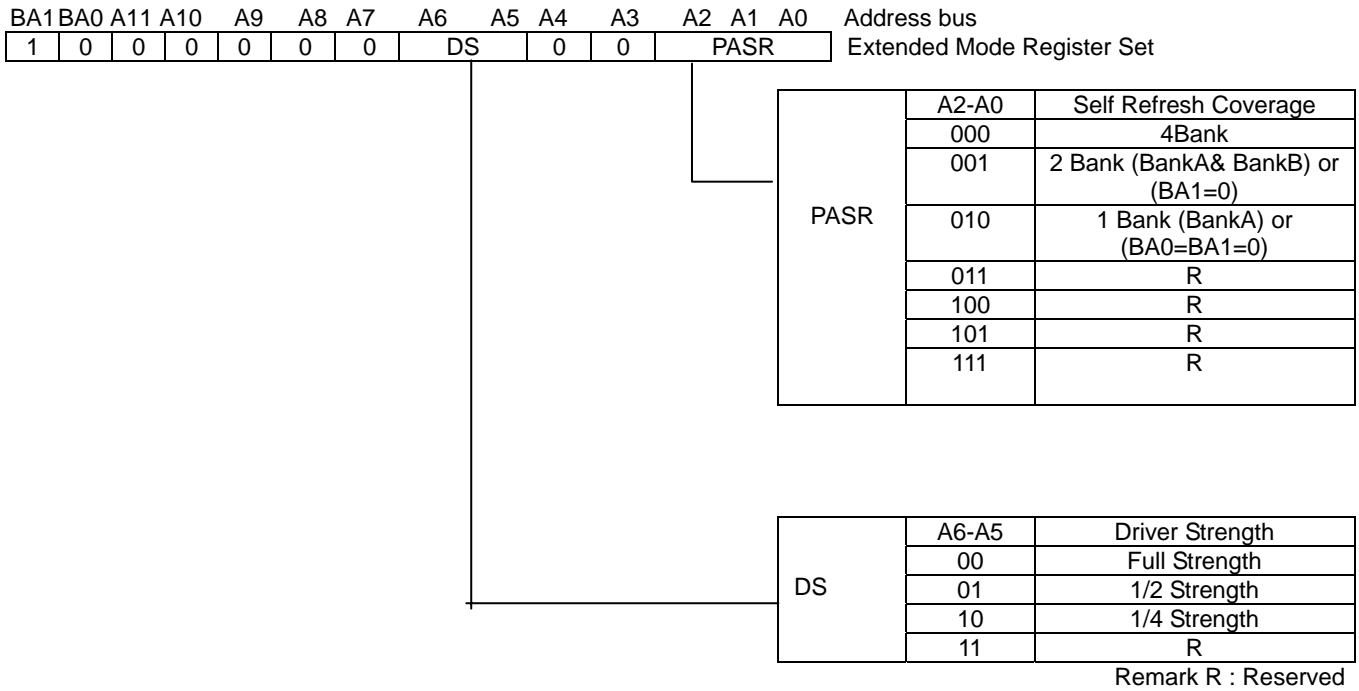 BA1 BA0 A11 A10 A9 A8 A7 A6 A5 A4 A3 A2 A1 A0 Address bus
1 0 0 0 0 0 0 DS 0 0 PASR Extended Mode Register Set
A2-A0 Self Refresh Coverage
000 4Bank
001 2 Bank (BankA& BankB) or
(BA1=0)
PASR 010 1 Bank (BankA) or
(BA0=BA1=0)
011 R
100 R
101 R
111 R
A6-A5 Driver Strength
00 Full Strength
DS 01 1/2 Strength
10 1/4 Strength
11 R
Remark R : Reserved